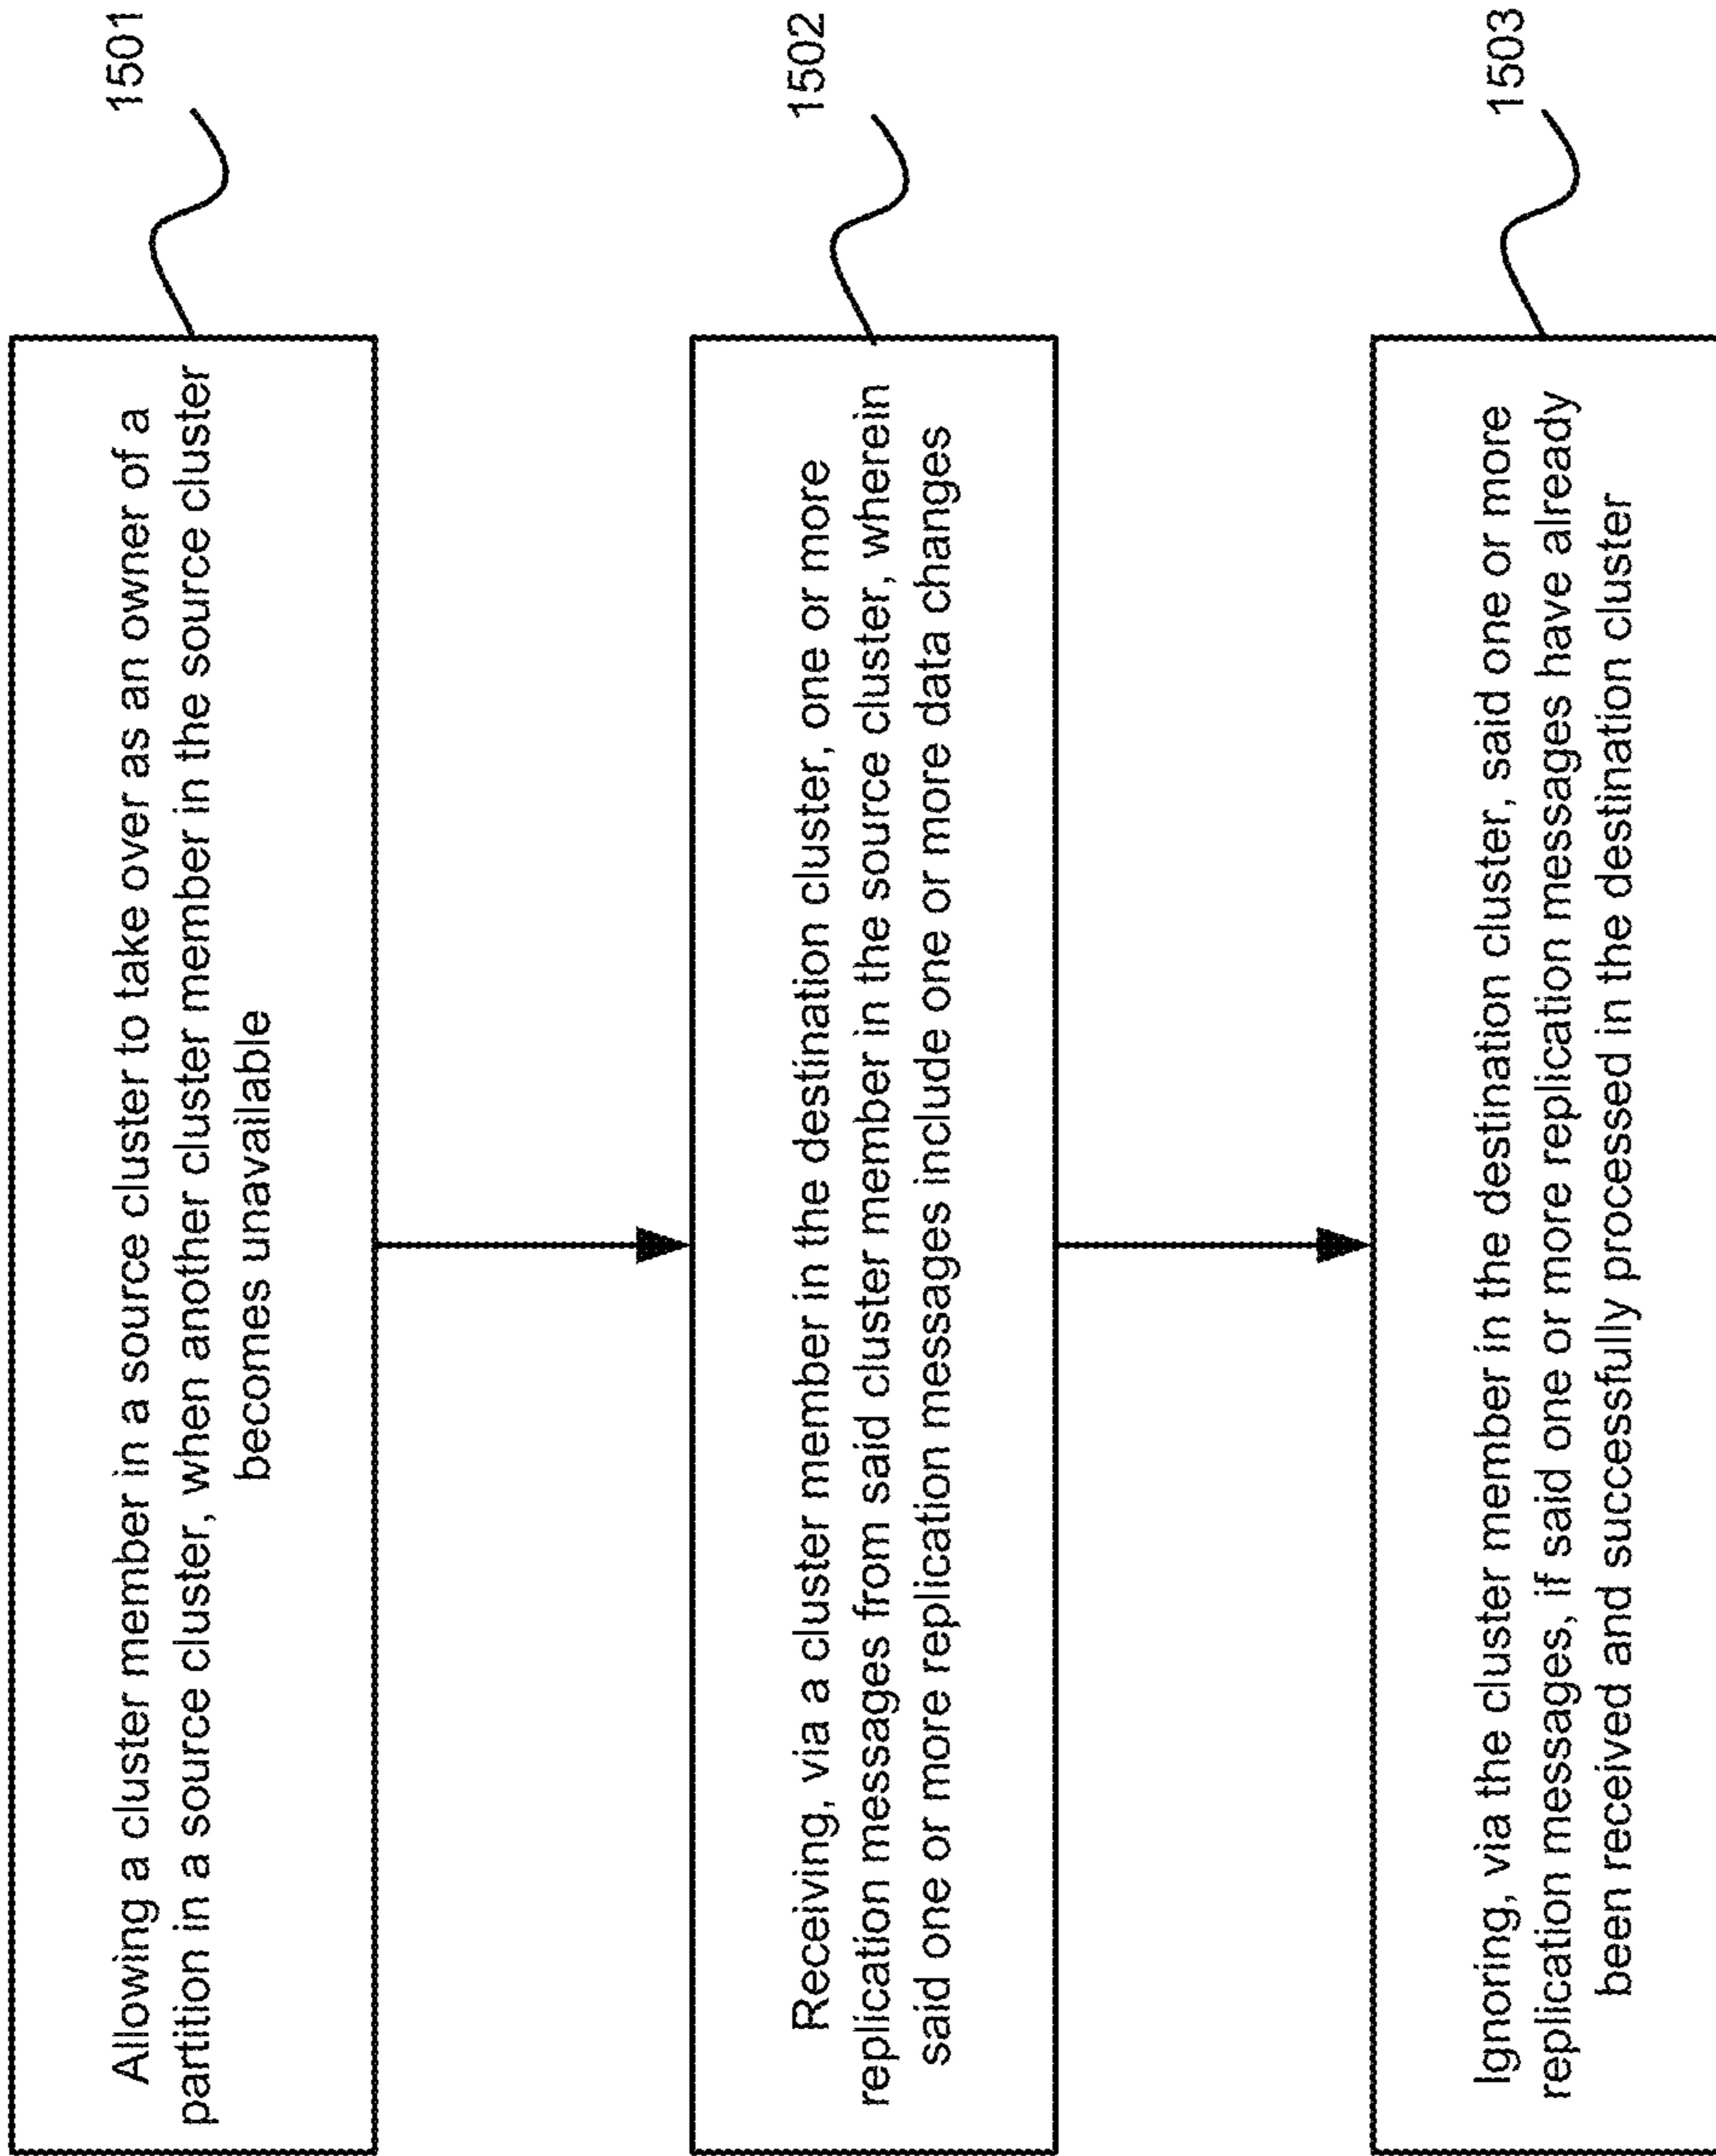 Allowing a cluster member in a source cluster to take over as an owner of a
partition in a source cluster, when another cluster member in the source cluster
becomes unavailable
1501
Receiving, via a cluster member in the destination cluster, one or more
replication messages from said cluster member in the source cluster, wherein
said one or more replication messages include one or more data changes
1502
Ignoring, via the cluster member in the destination cluster, said one or more
replication messages, if said one or more replication messages have already
been received and successfully processed in the destination cluster
1503